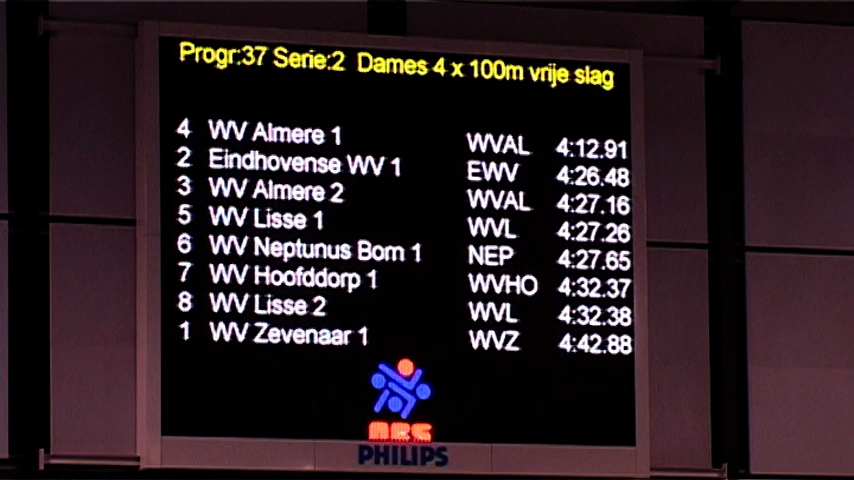 Progr:37 Serie:2 Dames 4 x 100m vrije slag
4 WV Almere 1 WVAL 4:12.91
2 Eindhovense WV 1 EWV 4:26.48
3 WV Almere 2 WVAL 4:27.16
5 WV Lisse 1 WVL 4:27.26
6 WV Neptunus Born 1 NEP 4:27.65
7 WV Hoofddorp 1 WVHO 4:32.37
8 WV Lisse 2 WVL 4:32.38
1 WV Zevenaar 1 WVZ 4:42.88
PHILIPS